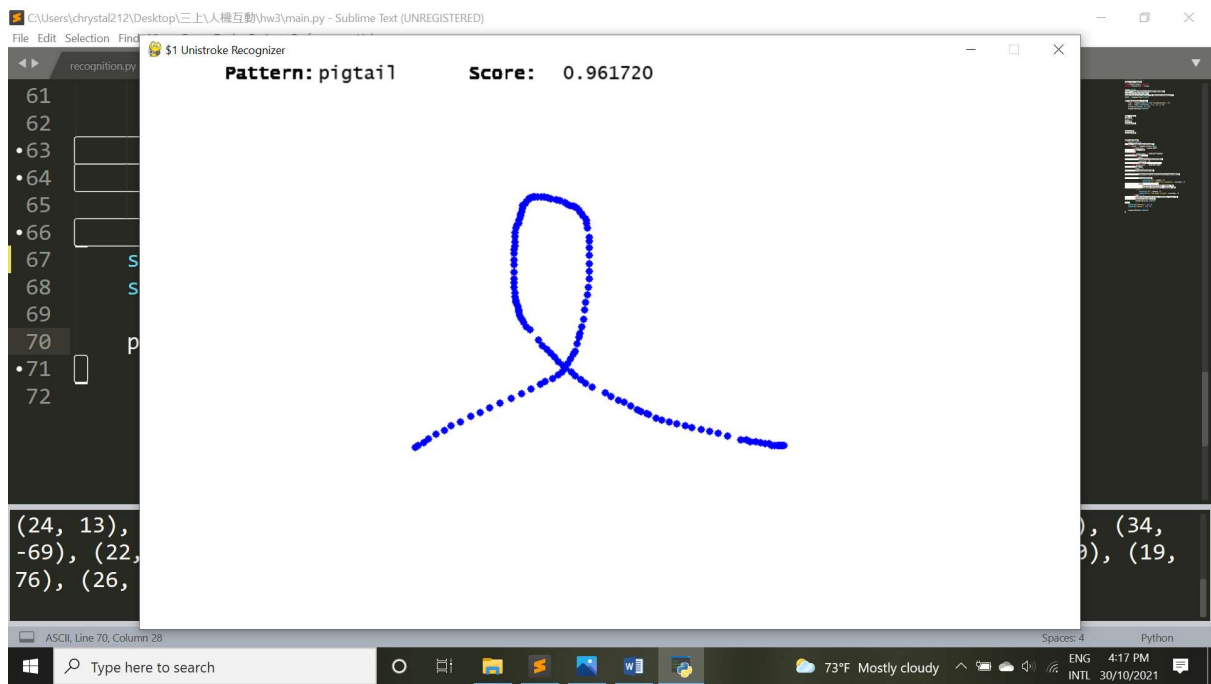 C:\Users\chrystal212\Desktop\三上\人機互動\hw3\main.py - Sublime Text (UNREGISTERED)
File Edit Selection Find
$1 Unistroke Recognizer
recognition.py
Pattern: pigtail Score: 0.961720
61
62
63
64
65
66
67 s
68 s
69
70 p
71
72
(24, 13), ), (34,
-69), (22, ), (19,
76), (26,
ASCII, Line 70, Column 28 Spaces: 4 Python
Type here to search 73°F Mostly cloudy ENG 4:17 PM
INTL 30/10/2021